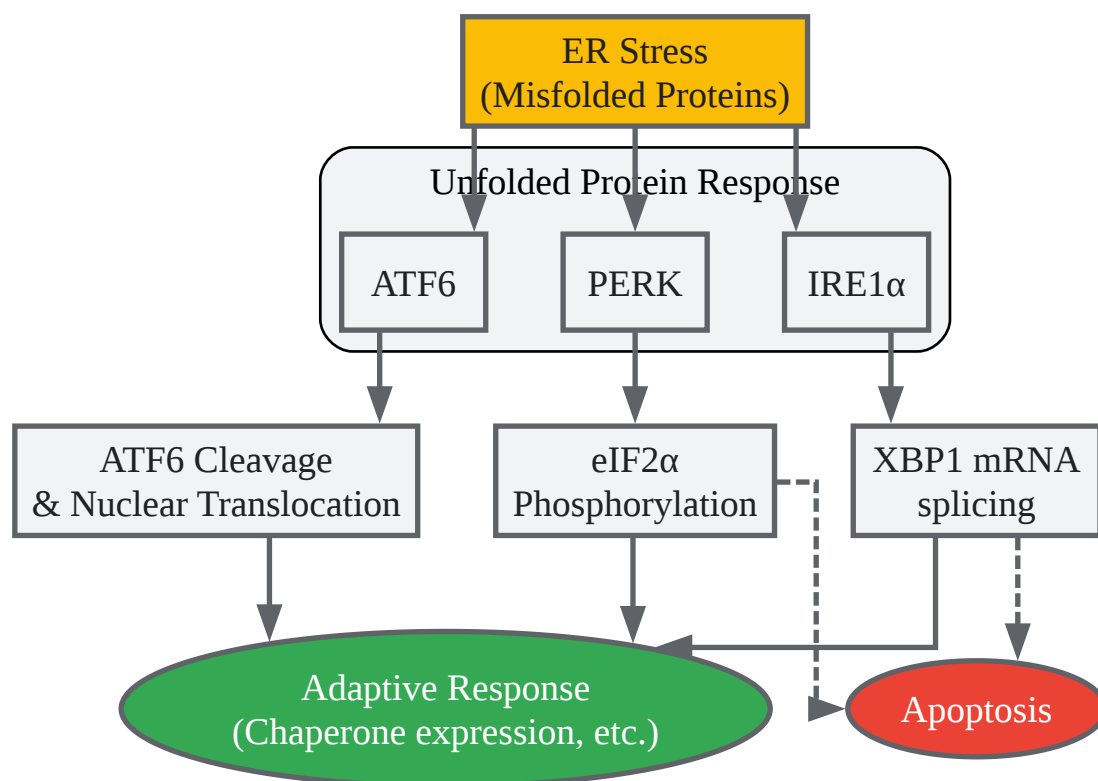 ER Stress
(Misfolded Proteins)
Unfolded Protein Response
ATF6
PERK
IRE1α
ATF6 Cleavage
& Nuclear Translocation
eIF2α
Phosphorylation
XBP1 mRNA
splicing
Adaptive Response
(Chaperone expression, etc.)
Apoptosis